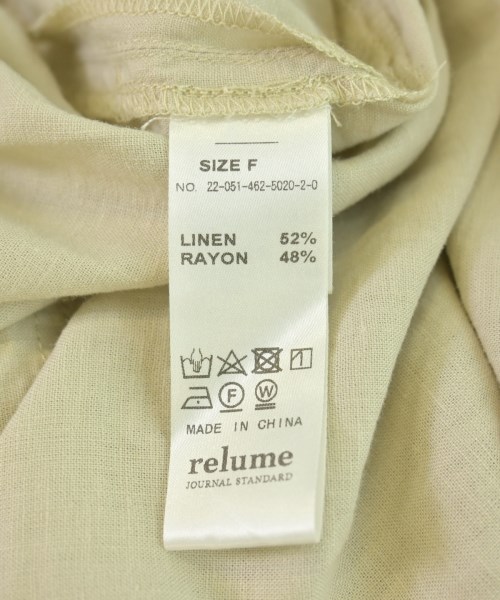 SIZE F
NO. 22-051-462-5020-2-0
LINEN 52%
RAYON 48%
F W
MADE IN CHINA
relume
JOURNAL STANDARD